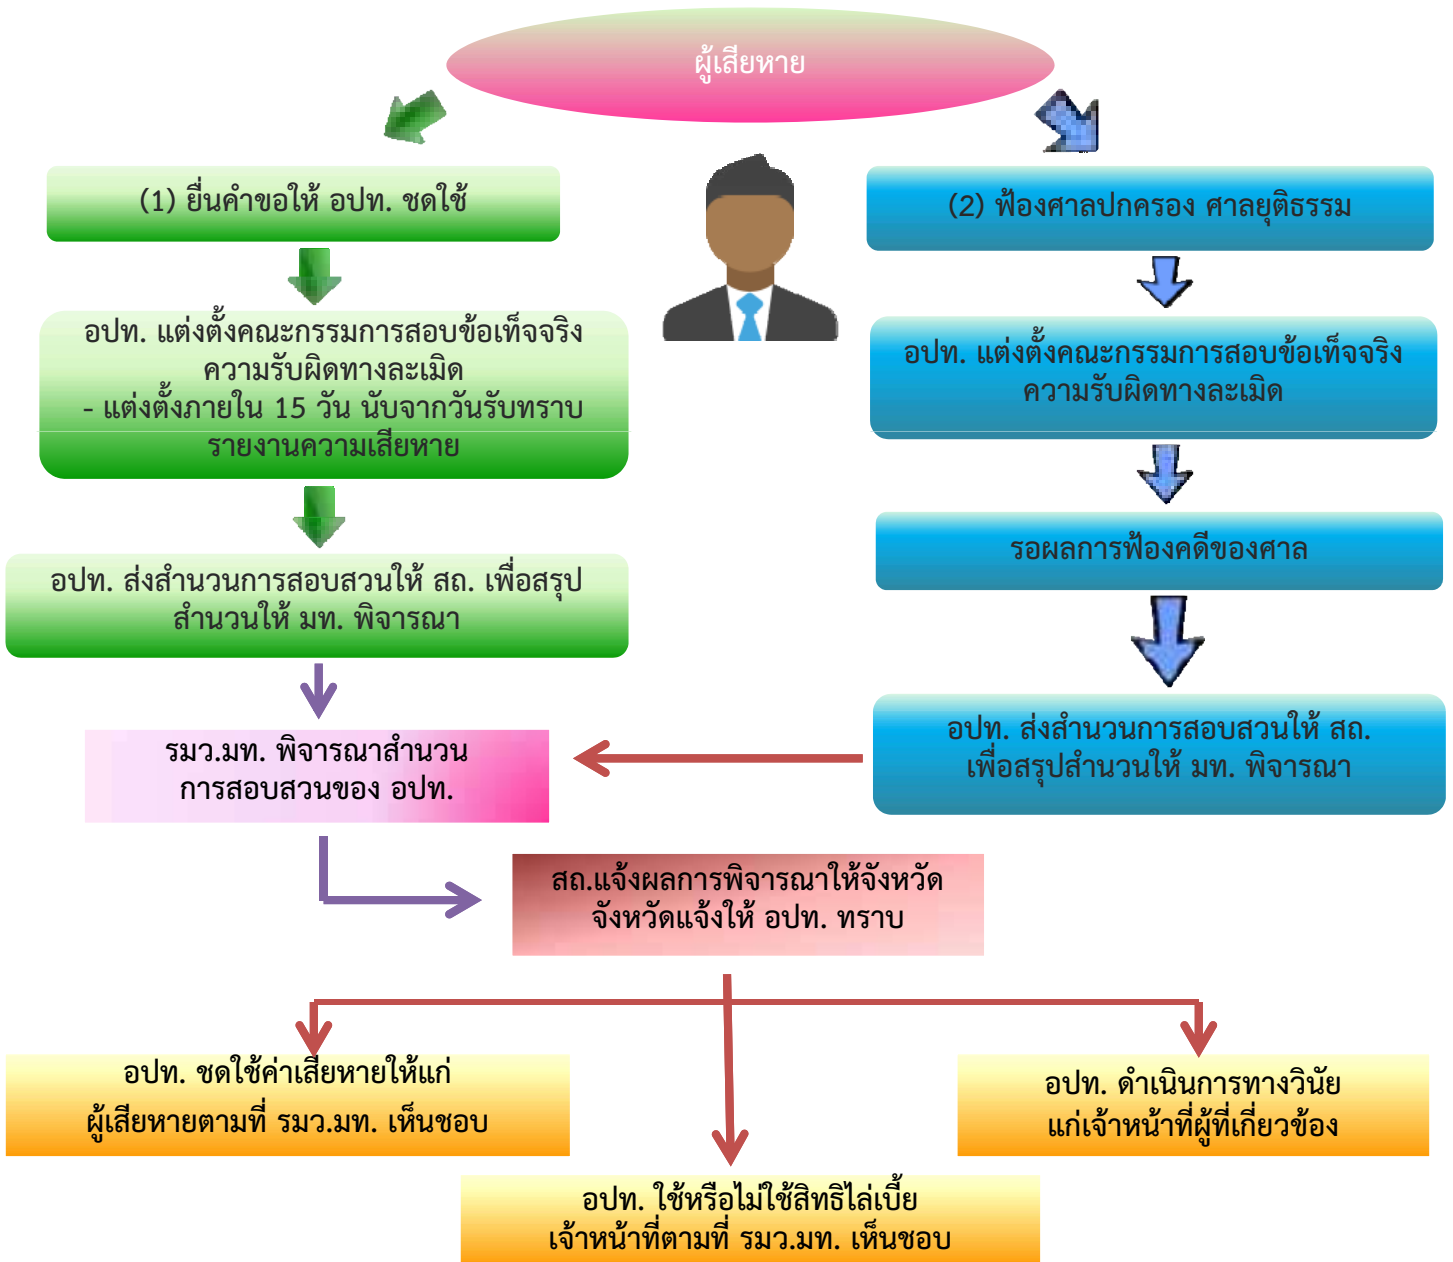 ผู้เสียหาย
(1) ยื่นคำขอให้ อปท. ชดใช้
อปท. แต่งตั้งคณะกรรมการสอบข้อเท็จจริง
ความรับผิดทางละเมิด
- แต่งตั้งภายใน 15 วัน นับจากวันรับทราบ
รายงานความเสียหาย
อปท. ส่งสำนวนการสอบสวนให้ สถ. เพื่อสรุป
สำนวนให้ มท. พิจารณา
(2) ฟ้องศาลปกครอง ศาลยุติธรรม
อปท. แต่งตั้งคณะกรรมการสอบข้อเท็จจริง
ความรับผิดทางละเมิด
รอผลการฟ้องคดีของศาล
อปท. ส่งสำนวนการสอบสวนให้ สถ.
เพื่อสรุปสำนวนให้ มท. พิจารณา
รมว.มท. พิจารณาสำนวน
การสอบสวนของ อปท.
สถ.แจ้งผลการพิจารณาให้จังหวัด
จังหวัดแจ้งให้ อปท. ทราบ
อปท. ชดใช้ค่าเสียหายให้แก่
ผู้เสียหายตามที่ รมว.มท. เห็นชอบ
อปท. ใช้หรือไม่ใช้สิทธิไล่เบี้ย
เจ้าหน้าที่ตามที่ รมว.มท. เห็นชอบ
อปท. ดำเนินการทางวินัย
แก่เจ้าหน้าที่ผู้ที่เกี่ยวข้อง